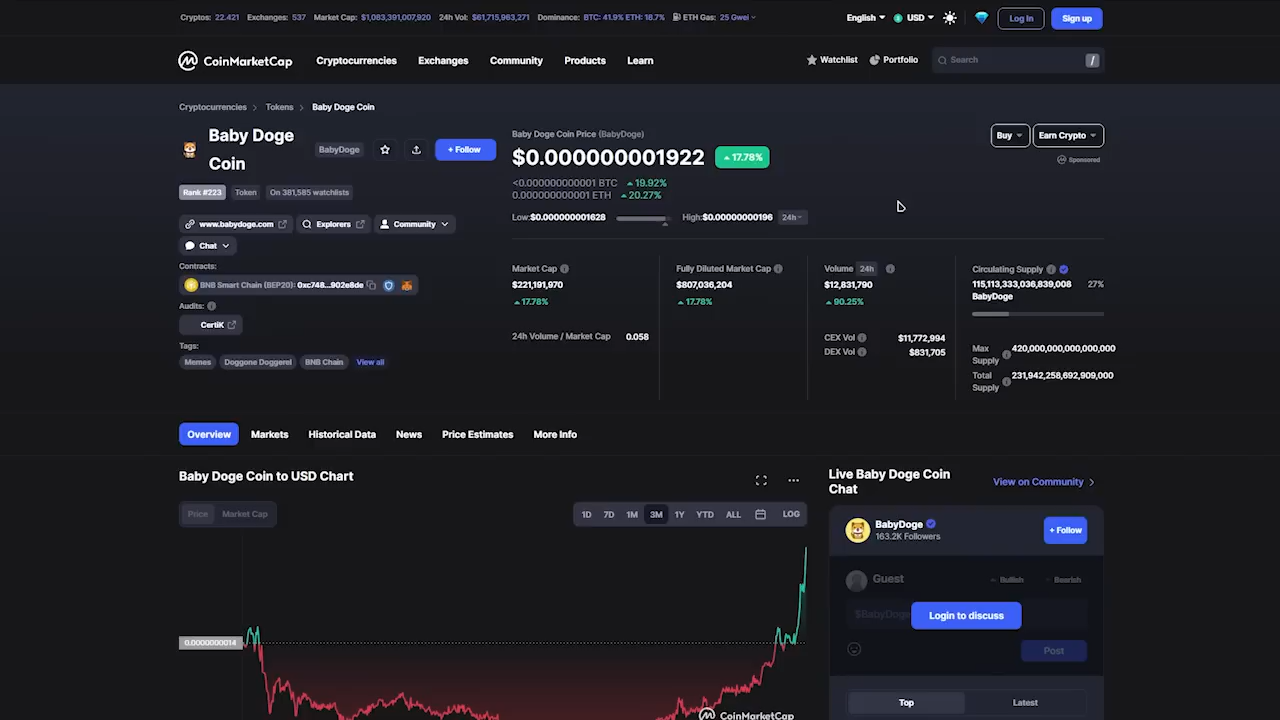 Cryptos: 22.421 Exchanges: 537 Market Cap: $1,083,391,007,920 24h Vol: $61,715,963,271 Dominance: BTC: 41.9% ETH: 18.7% ETH Gas: 25 Gwei English USD Log In Sign up
CoinMarketCap Cryptocurrencies Exchanges Community Products Learn Watchlist Portfolio Search /
Cryptocurrencies > Tokens > Baby Doge Coin
Baby Doge Coin Price (BabyDoge)
Baby Doge
Coin
BabyDoge
+ Follow
$0.000000001922 17.78%
Buy Earn Crypto
Sponsored
<0.000000000001 BTC 19.92%
0.000000000001 ETH 20.27%
Rank #223 Token On 381,585 watchlists
Low:$0.000000001628 High:$0.00000000196 24h
www.babydoge.com Explorers Community
Chat
Contracts:
BNB Smart Chain (BEP20): 0xc748...902e8de
Audits:
CertiK
Tags:
Memes Doggone Doggerel BNB Chain View all
Market Cap
$221,191,970
17.78%
24h Volume / Market Cap 0.058
Fully Diluted Market Cap
$807,036,204
17.78%
Volume 24h
$12,831,790
90.25%
CEX Vol $11,772,994
DEX Vol $831,705
Circulating Supply
115,113,333,036,839,008 27%
BabyDoge
Max
Supply
420,000,000,000,000,000
Total
Supply
231,942,258,692,909,000
Overview Markets Historical Data News Price Estimates More Info
Baby Doge Coin to USD Chart
Price Market Cap
1D 7D 1M 3M 1Y YTD ALL LOG
0.0000000014
CoinMarketCap
Live Baby Doge Coin
Chat
View on Community >
BabyDoge
163.2K Followers
+ Follow
Guest
Bullish Bearish
$BabyDoge
Login to discuss
Post
Top Latest